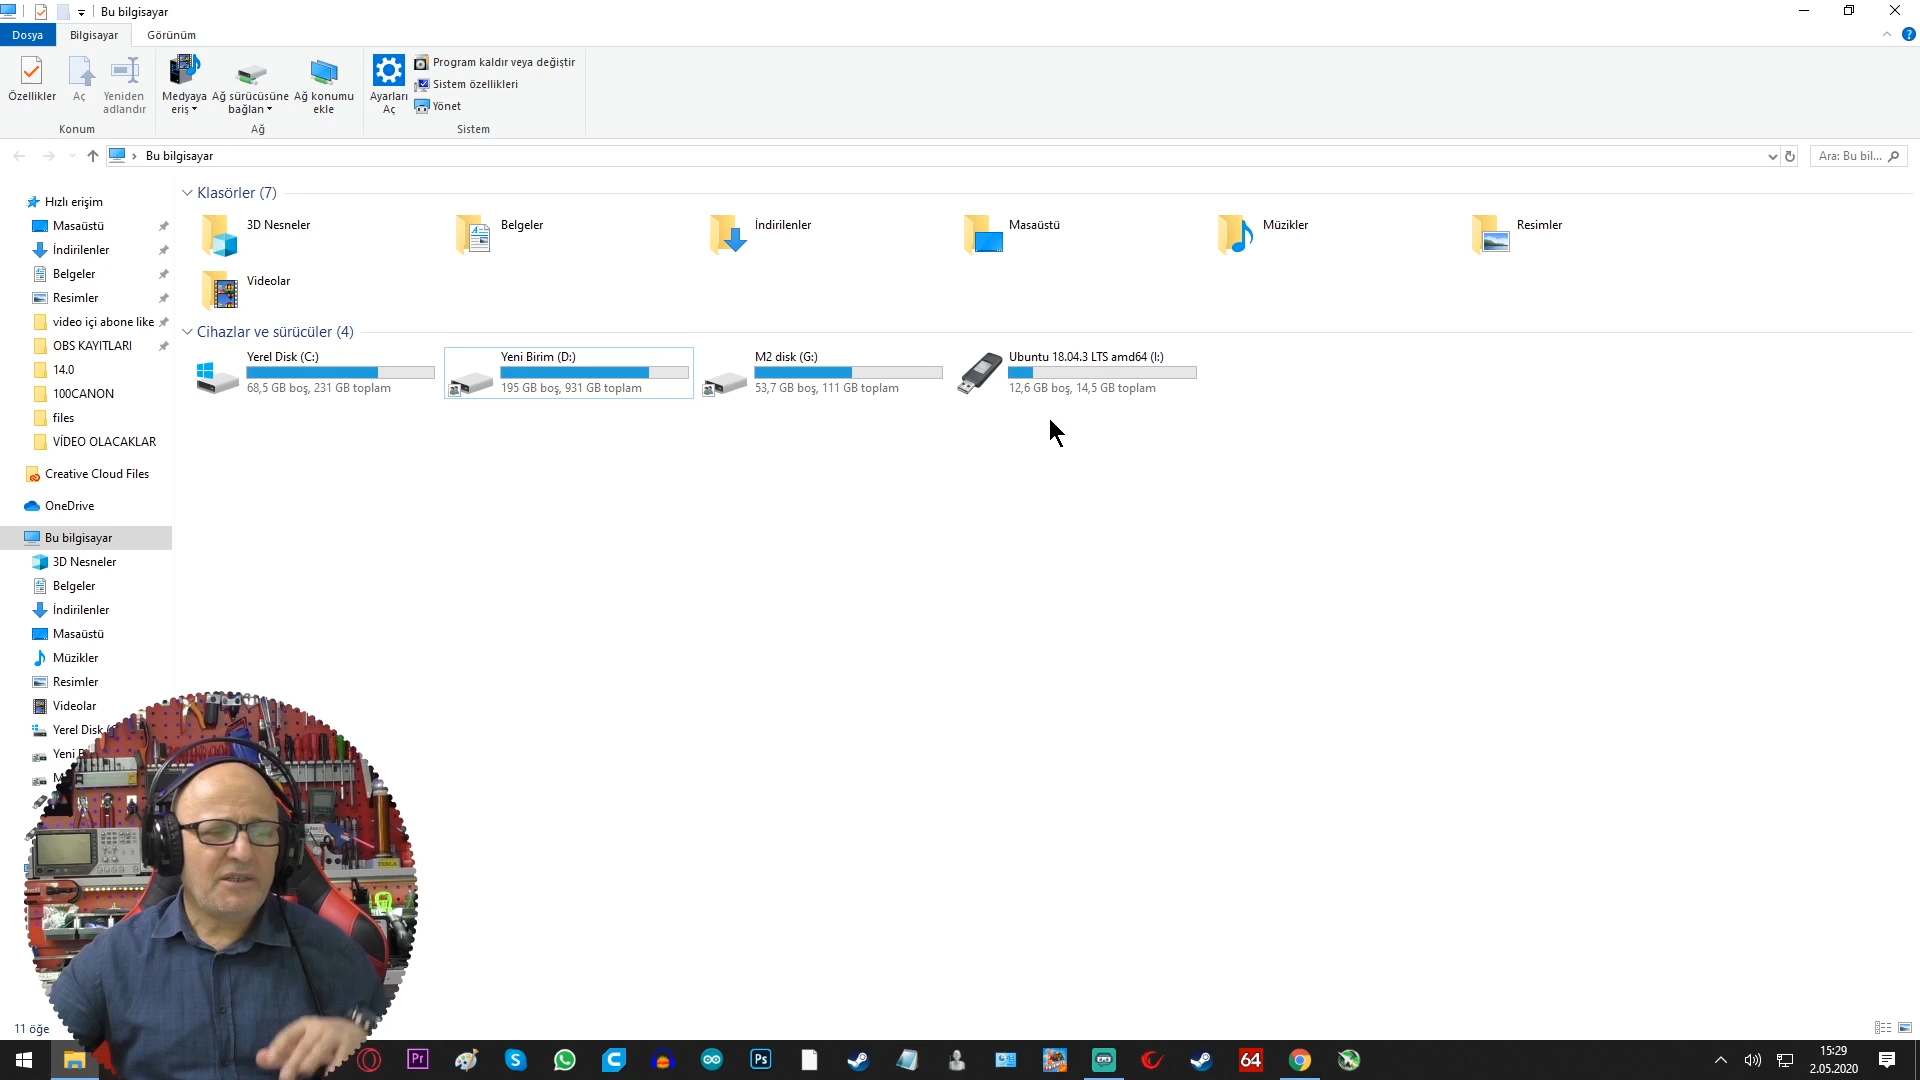 Bu bilgisayar
Dosya
Bilgisayar
Görünüm
Özellikler
Aç
Yeniden
adlandır
Konum
Medyaya
eriş
Ağ sürücüsüne
bağlan
Ağ konumu
ekle
Ağ
Ayarları
Aç
Program kaldır veya değiştir
Sistem özellikleri
Yönet
Sistem
Bu bilgisayar
Ara: Bu bil...
Hızlı erişim
Masaüstü
İndirilenler
Belgeler
Resimler
video içi abone like
OBS KAYITLARI
14.0
100CANON
files
VİDEO OLACAKLAR
Creative Cloud Files
OneDrive
Bu bilgisayar
3D Nesneler
Belgeler
İndirilenler
Masaüstü
Müzikler
Resimler
Videolar
Yerel Disk
Yeni
Klasörler (7)
3D Nesneler
Belgeler
İndirilenler
Masaüstü
Müzikler
Resimler
Videolar
Cihazlar ve sürücüler (4)
Yerel Disk (C:)
68,5 GB boş, 231 GB toplam
Yeni Birim (D:)
195 GB boş, 931 GB toplam
M2 disk (G:)
53,7 GB boş, 111 GB toplam
Ubuntu 18.04.3 LTS amd64 (I:)
12,6 GB boş, 14,5 GB toplam
TESLA
11 öğe
Pr
Ps
64
15:29
2.05.2020